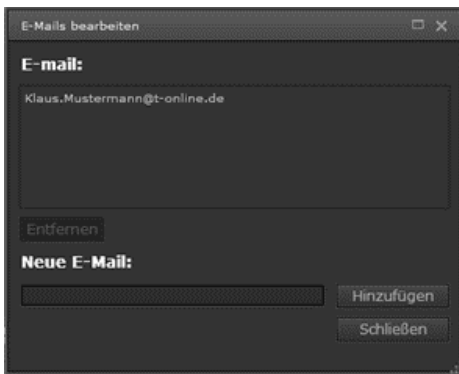 E-Mails bearbeiten
E-mail:
Klaus.Mustermann@t-online.de
Entfernen
Neue E-Mail:
Hinzufügen
Schließen